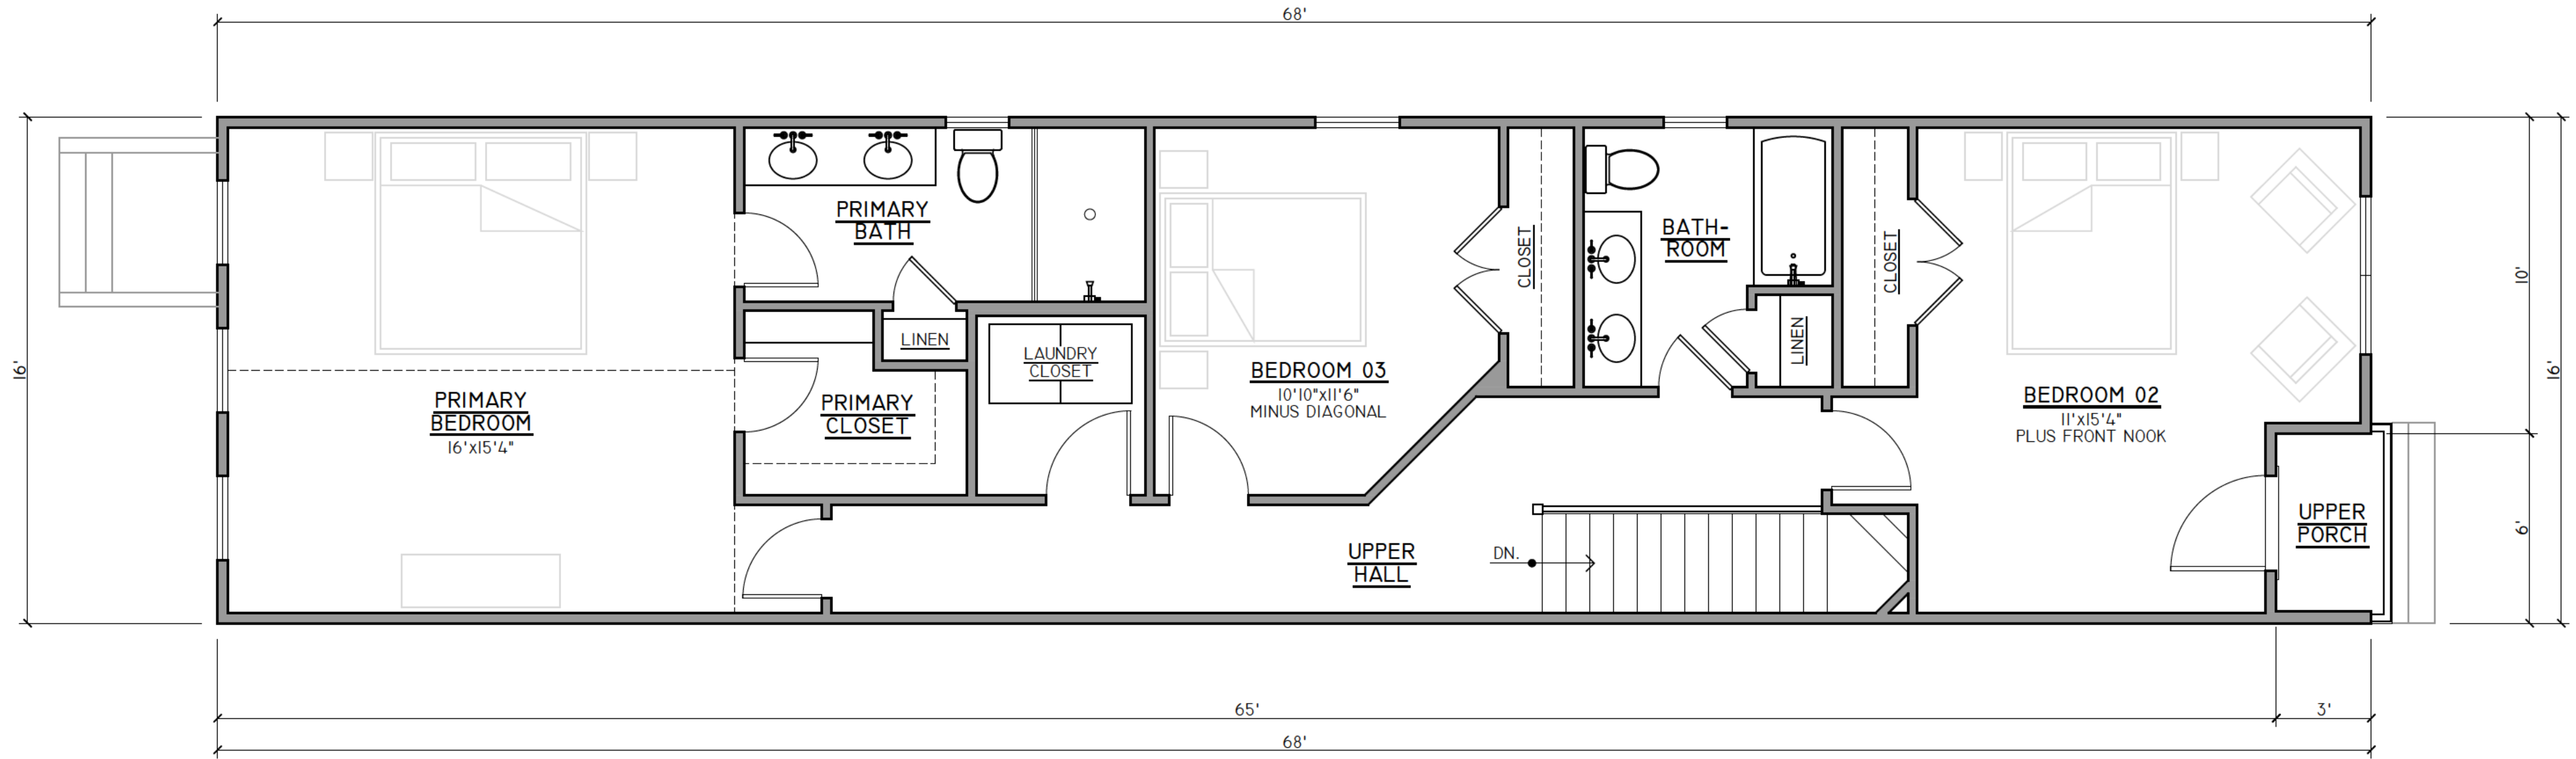 68'
16'
PRIMARY
BEDROOM
16'x15'4"
PRIMARY
BATH
LINEN
PRIMARY
CLOSET
LAUNDRY
CLOSET
BEDROOM 03
10'10"x11'6"
MINUS DIAGONAL
CLOSET
BATH-
ROOM
LINEN
CLOSET
BEDROOM 02
11'x15'4"
PLUS FRONT NOOK
UPPER
PORCH
UPPER
HALL
DN.
10'
6'
16'
65'
3'
68'